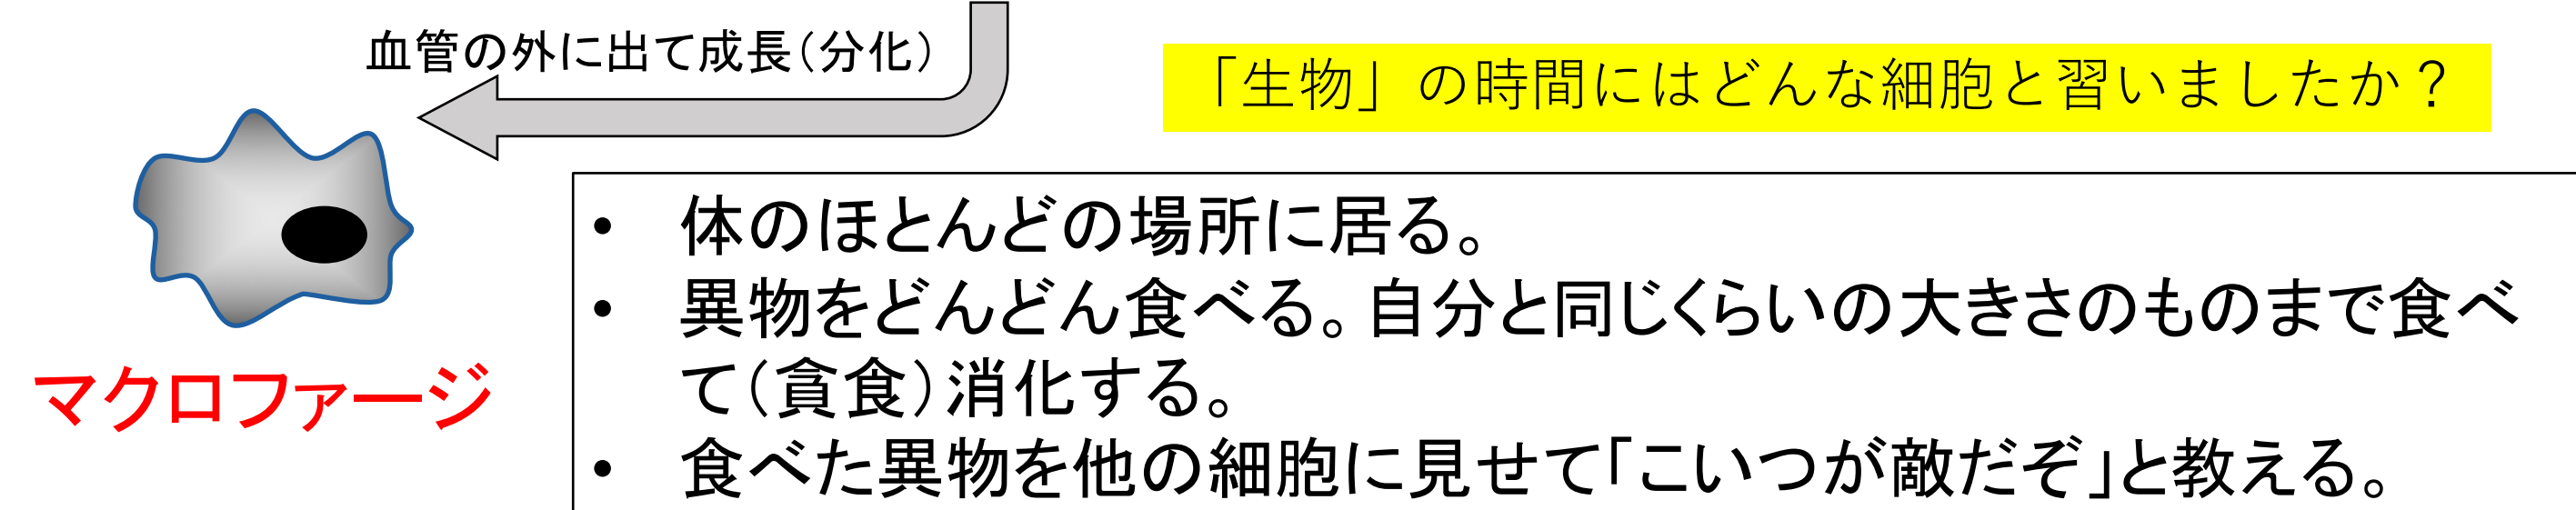 血管の外に出て成長（分化）
「生物」の時間にはどんな細胞と習いましたか？
• 体のほとんどの場所に居る。
• 異物をどんどん食べる。自分と同じくらいの大きさのものまで食べ
て（貪食）消化する。
• 食べた異物を他の細胞に見せて「こいつが敵だぞ」と教える。
マクロファージ